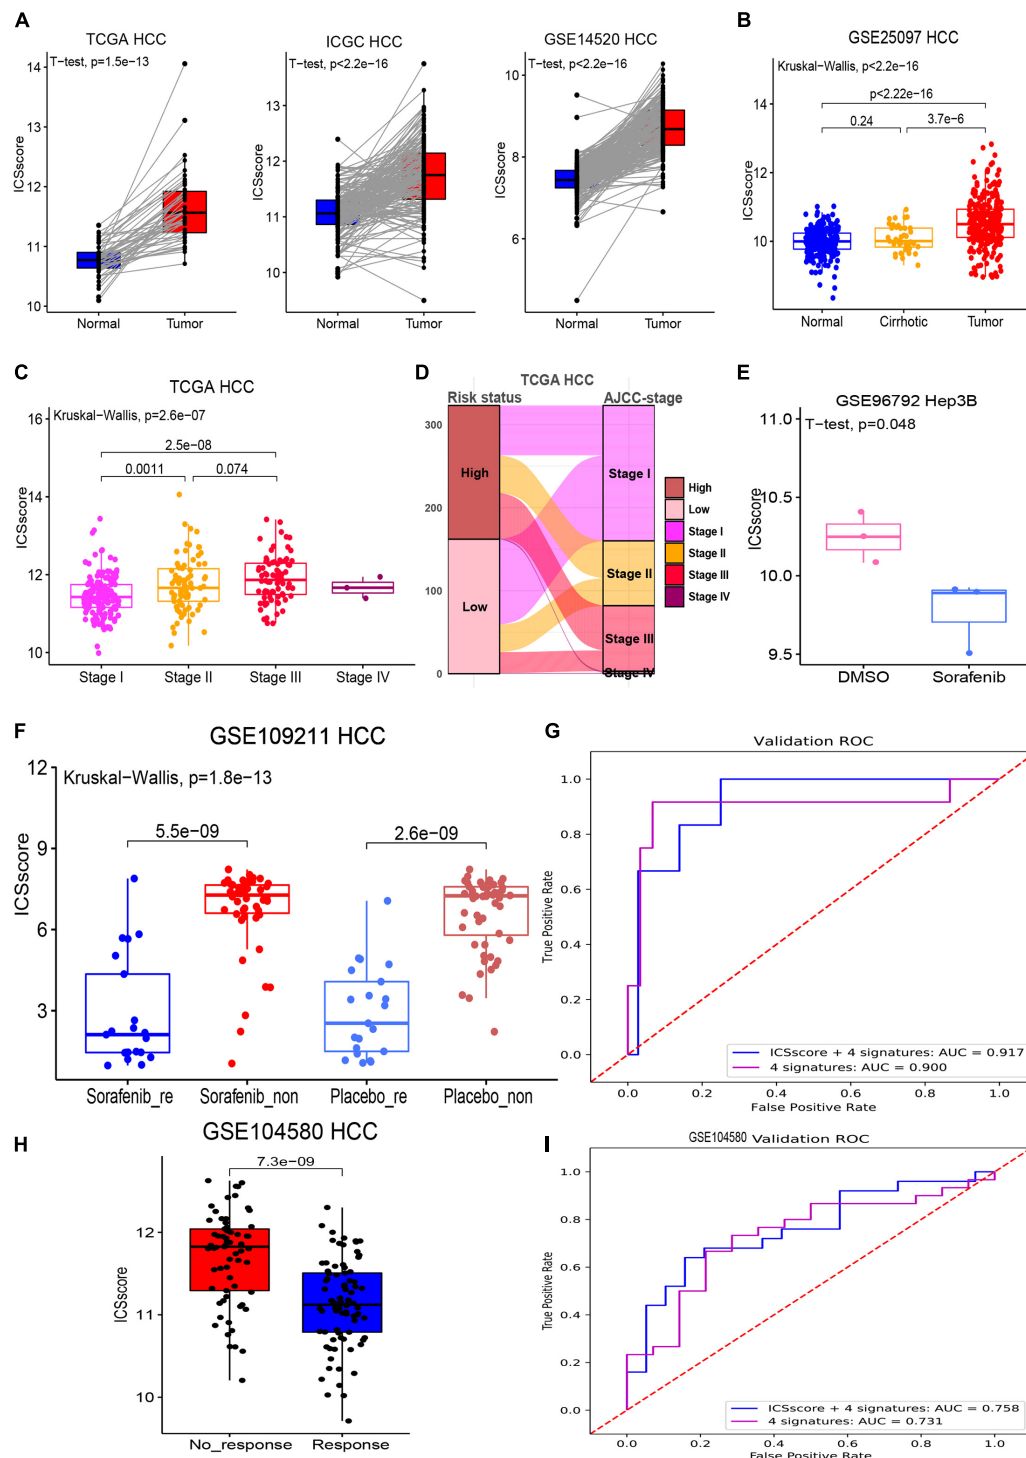 A
TCGA HCC
T-test, p=1.5e-13
ICSscore
14
13
12
11
10
Normal Tumor
ICGC HCC
T-test, p<2.2e-16
ICSscore
13
12
11
10
Normal Tumor
GSE14520 HCC
T-test, p<2.2e-16
ICSscore
10
8
6
Normal Tumor
B
GSE25097 HCC
Kruskal-Wallis, p<2.2e-16
p<2.22e-16
0.24 3.7e-6
ICSscore
14
12
10
Normal Cirrhotic Tumor
C
TCGA HCC
Kruskal-Wallis, p=2.6e-07
2.5e-08
0.0011 0.074
ICSscore
16
14
12
10
Stage I Stage II Stage III Stage IV
D
TCGA HCC
Risk status AJCC-stage
300
200
100
0
High
Low
Stage I
Stage II
Stage III
Stage IV
High
Low
Stage I
Stage II
Stage III
Stage IV
E
GSE96792 Hep3B
T-test, p=0.048
ICSscore
11.0
10.5
10.0
9.5
DMSO Sorafenib
F
GSE109211 HCC
Kruskal-Wallis, p=1.8e-13
5.5e-09 2.6e-09
ICSscore
12
9
6
3
Sorafenib_re Sorafenib_non Placebo_re Placebo_non
G
Validation ROC
True Positive Rate
1.0
0.8
0.6
0.4
0.2
0.0
ICSscore + 4 signatures: AUC = 0.917
4 signatures: AUC = 0.900
0.0 0.2 0.4 0.6 0.8 1.0
False Positive Rate
H
GSE104580 HCC
7.3e-09
ICSscore
12
11
10
No_response Response
I
GSE104580 Validation ROC
True Positive Rate
1.0
0.8
0.6
0.4
0.2
0.0
ICSscore + 4 signatures: AUC = 0.758
4 signatures: AUC = 0.731
0.0 0.2 0.4 0.6 0.8 1.0
False Positive Rate